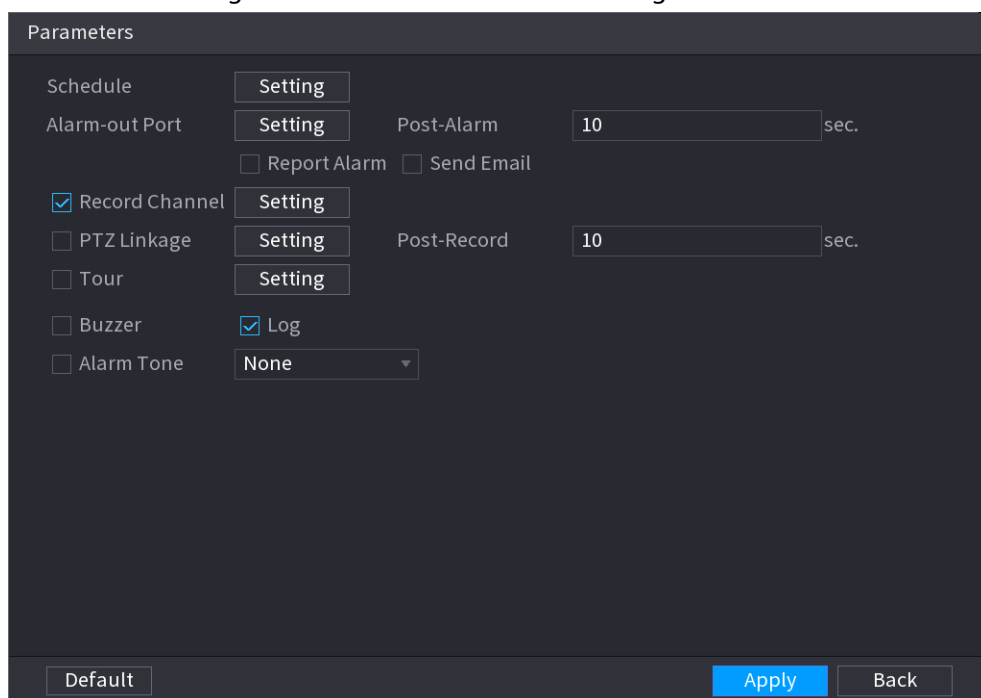 Parameters
Schedule Setting
Alarm-out Port Setting Post-Alarm 10 sec.
Report Alarm Send Email
Record Channel Setting
PTZ Linkage Setting Post-Record 10 sec.
Tour Setting
Buzzer Log
Alarm Tone None
Default Apply Back